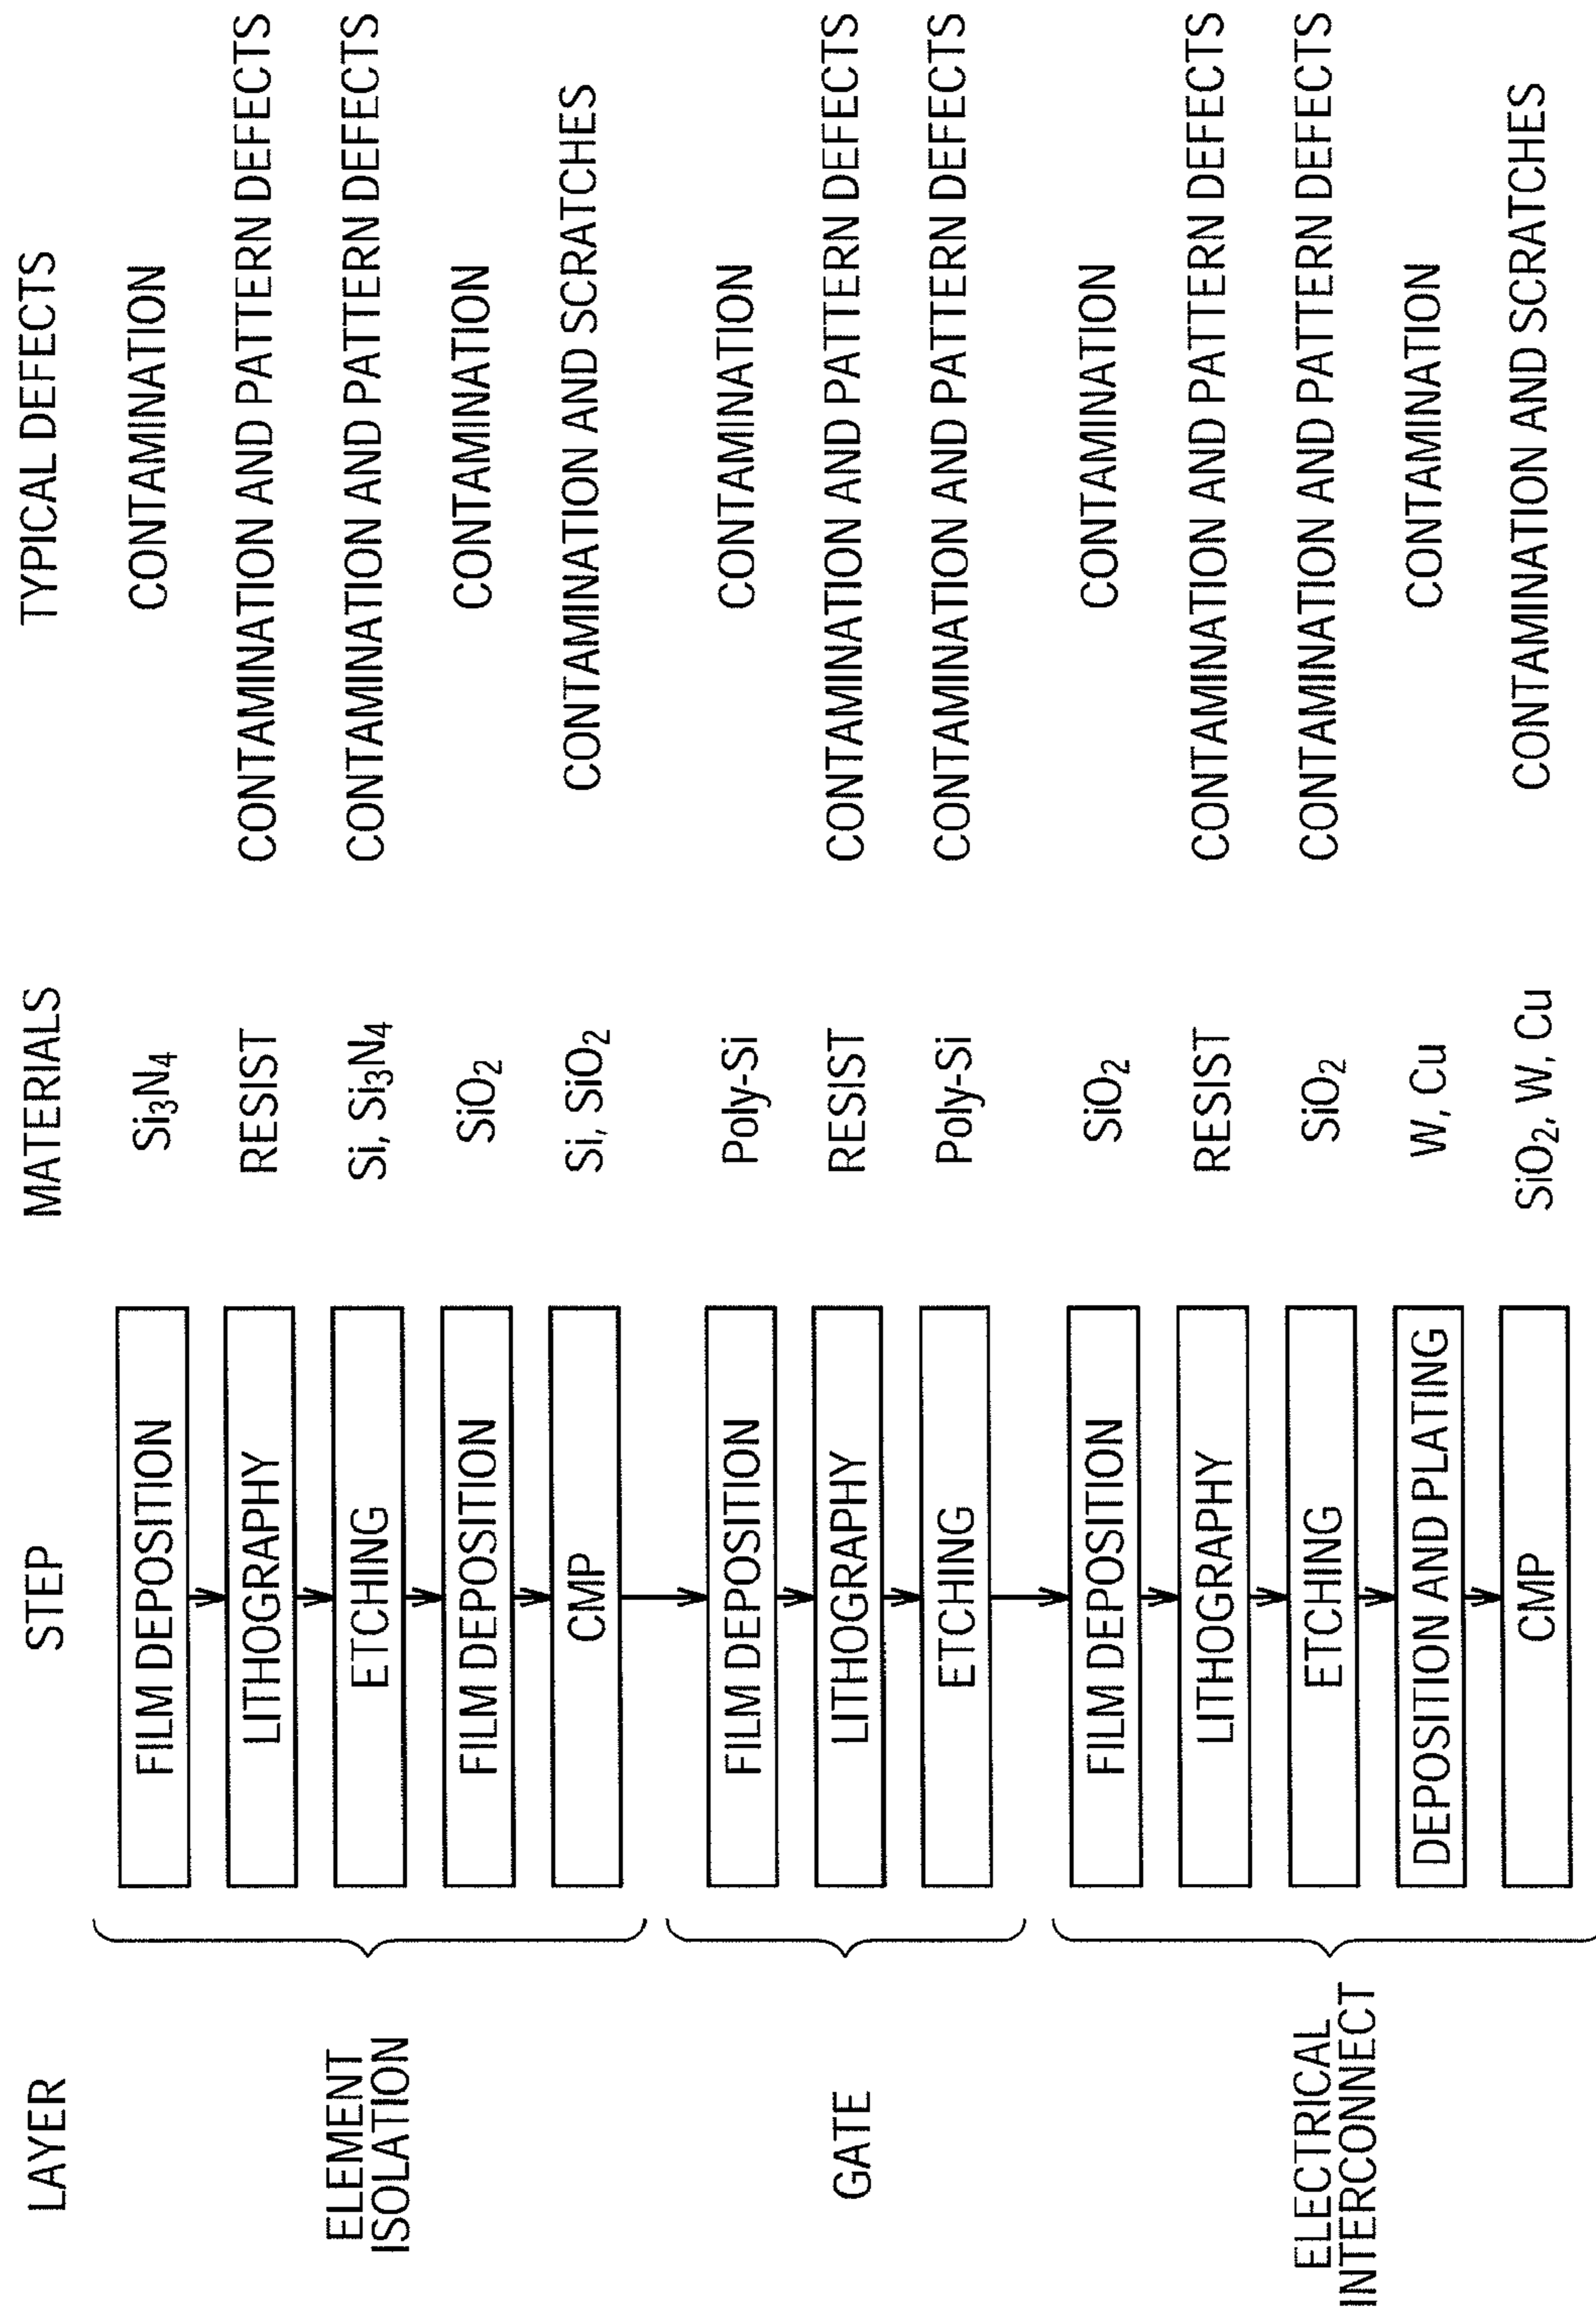 LAYER STEP MATERIALS TYPICAL DEFECTS
ELEMENT
ISOLATION
FILM DEPOSITION Si₃N₄ CONTAMINATION
LITHOGRAPHY RESIST CONTAMINATION AND PATTERN DEFECTS
ETCHING Si, Si₃N₄ CONTAMINATION AND PATTERN DEFECTS
FILM DEPOSITION SiO₂ CONTAMINATION
CMP Si, SiO₂ CONTAMINATION AND SCRATCHES
GATE
FILM DEPOSITION Poly-Si CONTAMINATION
LITHOGRAPHY RESIST CONTAMINATION AND PATTERN DEFECTS
ETCHING Poly-Si CONTAMINATION AND PATTERN DEFECTS
ELECTRICAL
INTERCONNECT
FILM DEPOSITION SiO₂ CONTAMINATION
LITHOGRAPHY RESIST CONTAMINATION AND PATTERN DEFECTS
ETCHING SiO₂ CONTAMINATION AND PATTERN DEFECTS
DEPOSITION AND PLATING W, Cu CONTAMINATION
CMP SiO₂, W, Cu CONTAMINATION AND SCRATCHES